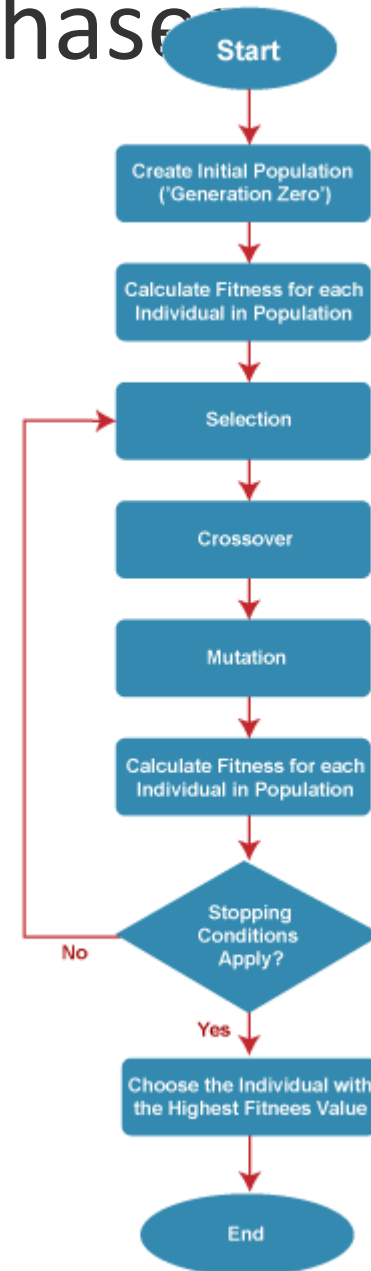 hase
Start
Create Initial Population
('Generation Zero')
Calculate Fitness for each
Individual in Population
Selection
Crossover
Mutation
Calculate Fitness for each
Individual in Population
Stopping
Conditions
Apply?
No
Yes
Choose the Individual with
the Highest Fitnees Value
End